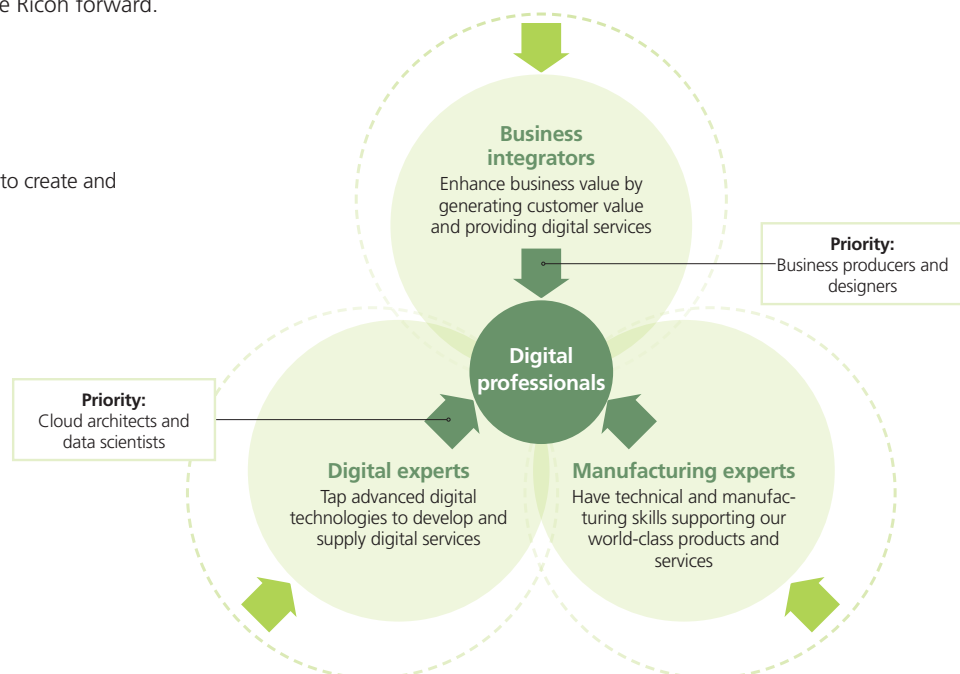 e Ricoh forward.
to create and
Business
integrators
Enhance business value by
generating customer value
and providing digital services
Priority:
Business producers and
designers
Digital
professionals
Priority:
Cloud architects and
data scientists
Digital experts
Tap advanced digital
technologies to develop and
supply digital services
Manufacturing experts
Have technical and manufac-
turing skills supporting our
world-class products and
services